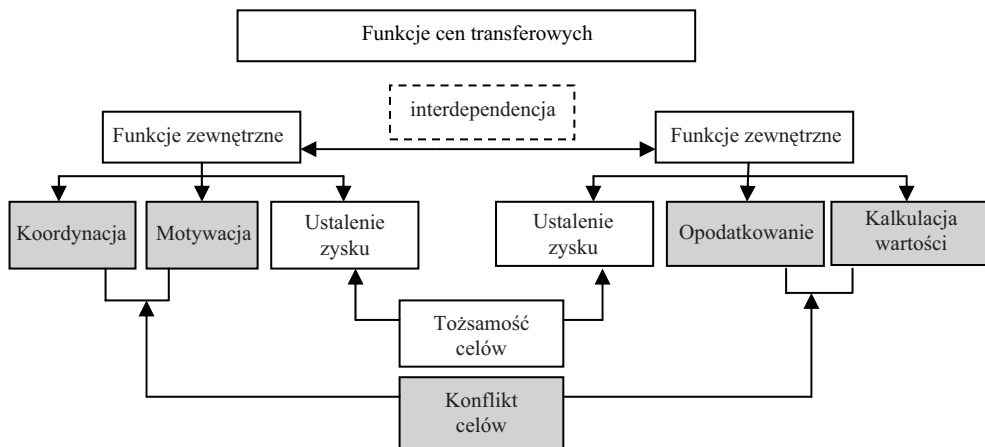 Funkcje cen transferowych
interdependencja
Funkcje zewnętrzne
Funkcje zewnętrzne
Koordynacja
Motywacja
Ustalenie
zysku
Ustalenie
zysku
Opodatkowanie
Kalkulacja
wartości
Tożsamość
celów
Konflikt
celów